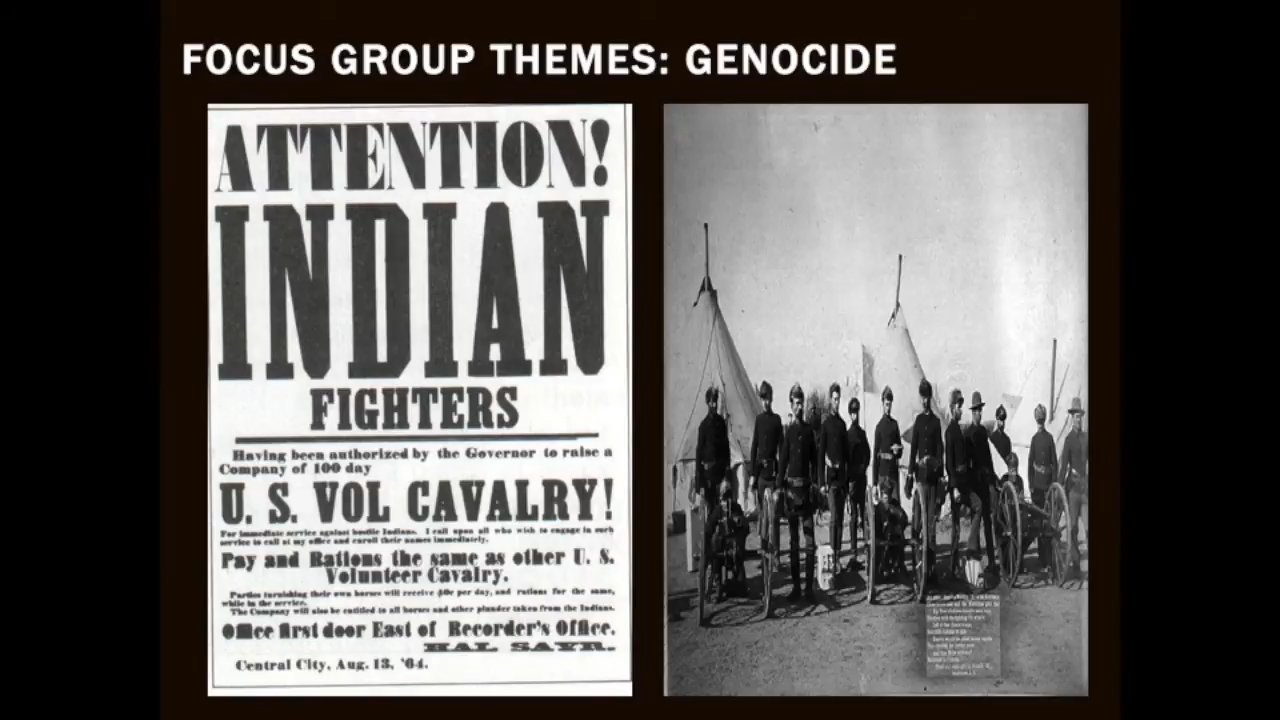 FOCUS GROUP THEMES: GENOCIDE
ATTENTION!
INDIAN
FIGHTERS
Having been authorized by the Governor to raise a
Company of 100 day
U. S. VOL CAVALRY!
For immediate service against hostile Indians. I call upon all who wish to engage in such
service to call at my office and enroll their names immediately.
Pay and Rations the same as other U. S.
Volunteer Cavalry.
Parties furnishing their own horses will receive 40c per day, and rations for the same,
while in the service.
The Company will also be entitled to all horses and other plunder taken from the Indians.
Office first door East of Recorder's Office.
HAL SAYR.
Central City, Aug. 13, '64.